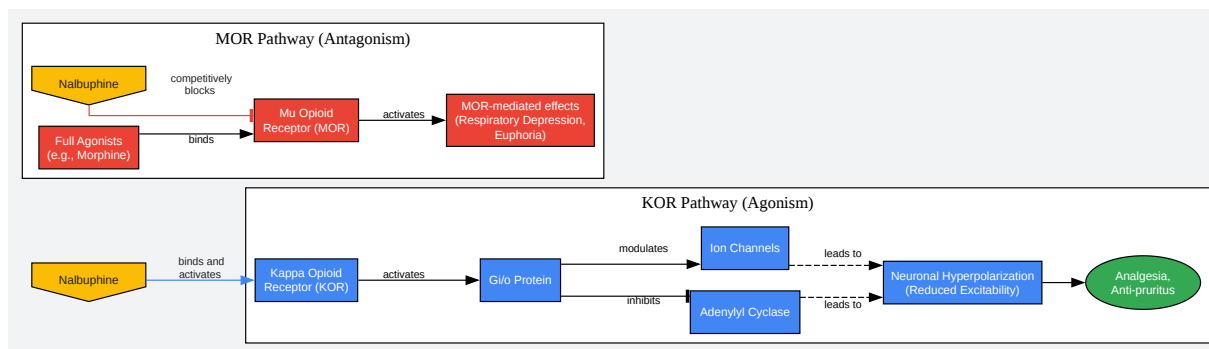 MOR Pathway (Antagonism)
Nalbuphine
competitively
blocks
Full Agonists
(e.g., Morphine)
binds
Mu Opioid
Receptor (MOR)
activates
MOR-mediated effects
(Respiratory Depression,
Euphoria)
KOR Pathway (Agonism)
Nalbuphine
binds and
activates
Kappa Opioid
Receptor (KOR)
activates
Gi/o Protein
modulates
Ion Channels
leads to
inhibits
Adenylyl Cyclase
leads to
Neuronal Hyperpolarization
(Reduced Excitability)
Analgesia,
Anti-pruritus